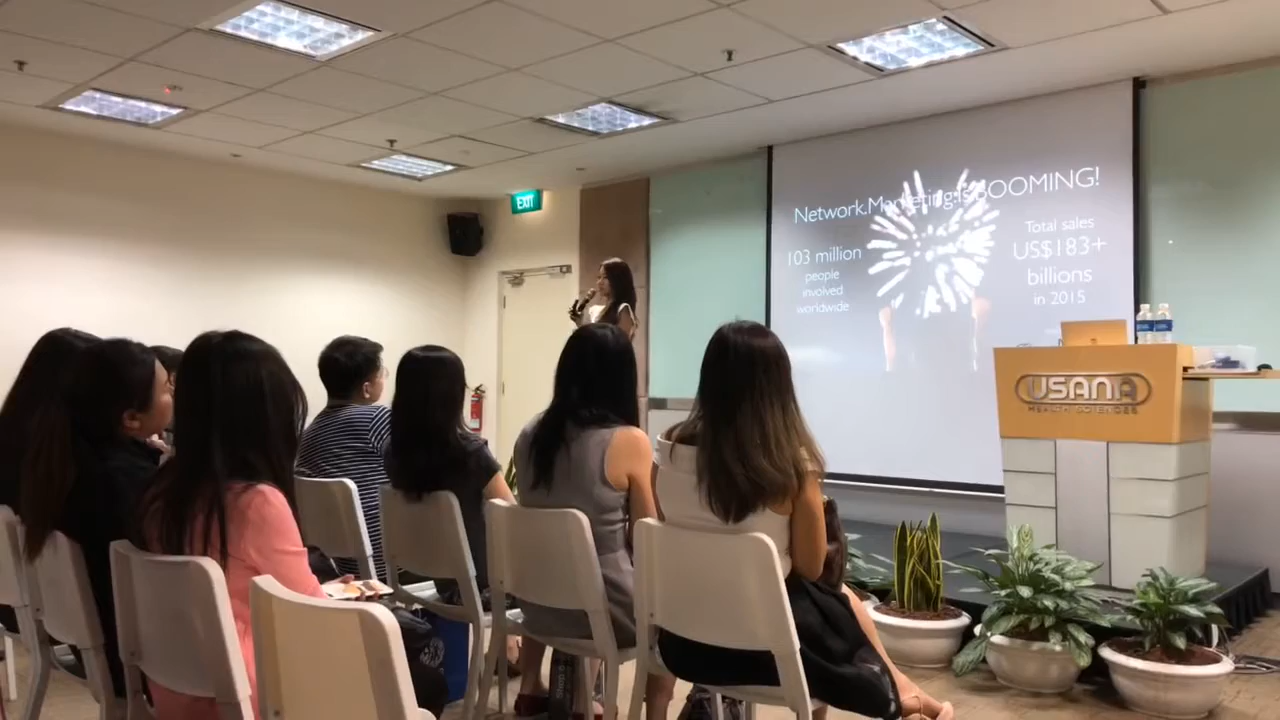 EXIT
Network Marketing is BOOMING!
103 million
people
involved
worldwide
Total sales
US$183+
billions
in 2015
USANA
HEALTH SCIENCES